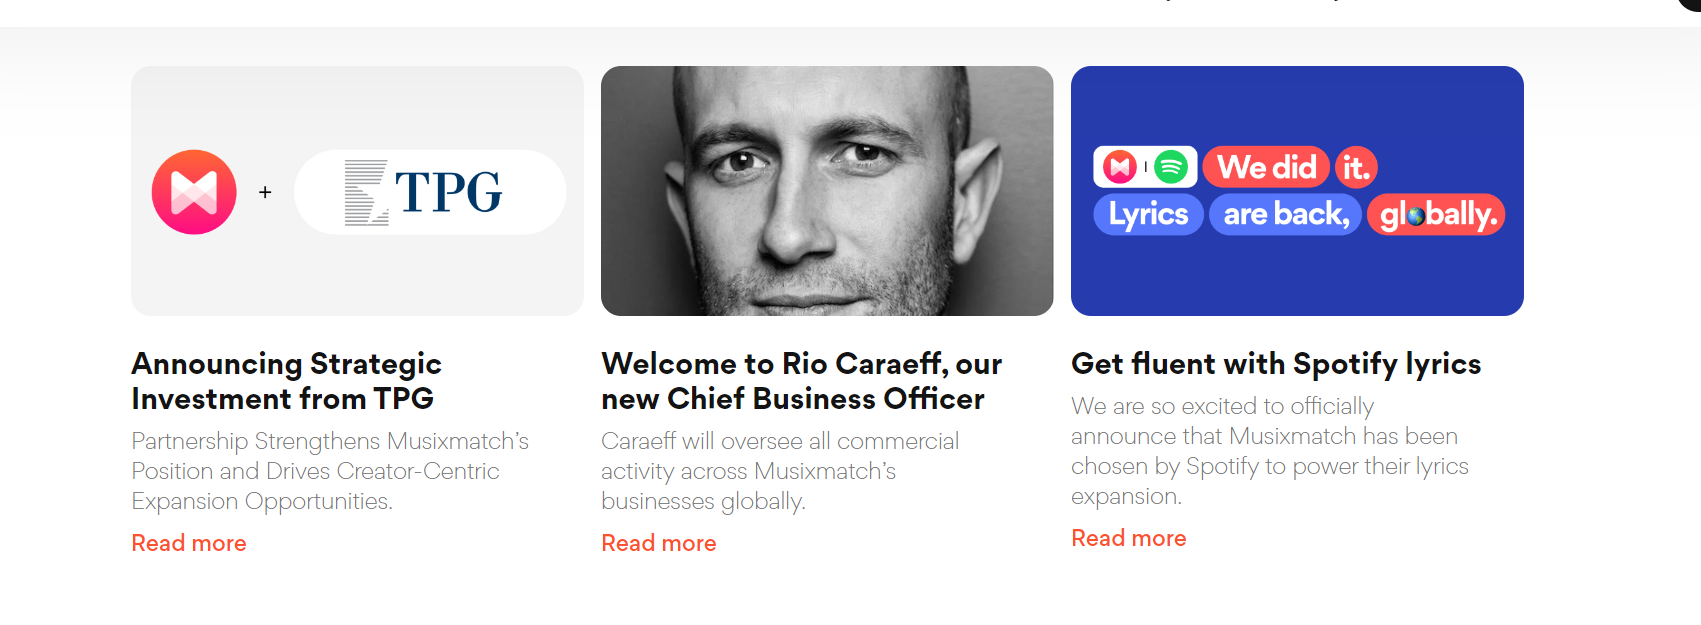 +
TPG
We did it.
Lyrics are back, globally.
Announcing Strategic
Investment from TPG
Partnership Strengthens Musixmatch’s
Position and Drives Creator-Centric
Expansion Opportunities.
Read more
Welcome to Rio Caraeff, our
new Chief Business Officer
Caraeff will oversee all commercial
activity across Musixmatch’s
businesses globally.
Read more
Get fluent with Spotify lyrics
We are so excited to officially
announce that Musixmatch has been
chosen by Spotify to power their lyrics
expansion.
Read more